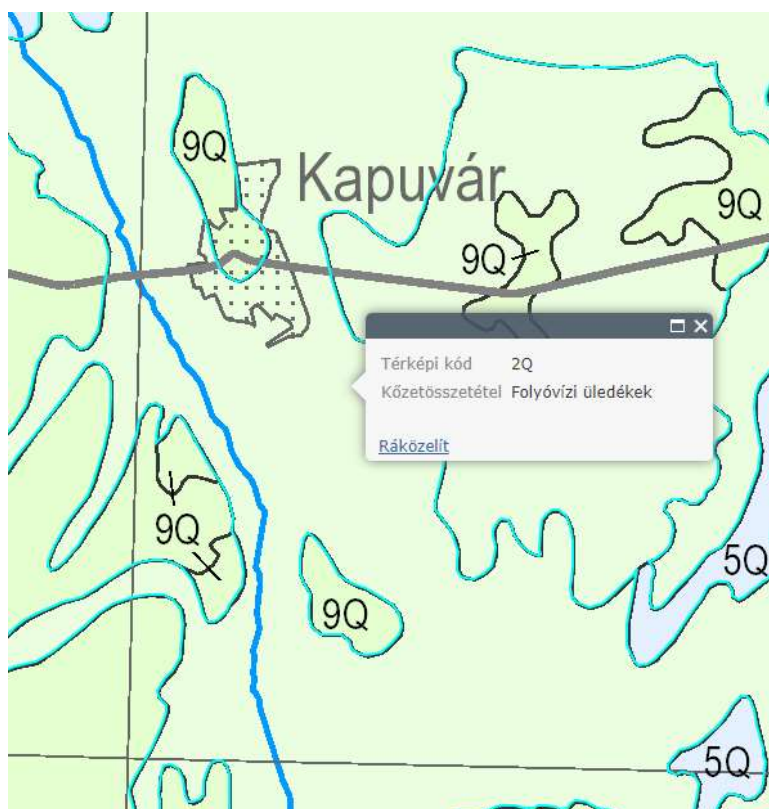 9Q
Kapuvár
9Q
9Q
Térképi kód 2Q
Kőzetösszetétel Folyóvízi üledékek
Ráközelít
9Q
5Q
9Q
5Q